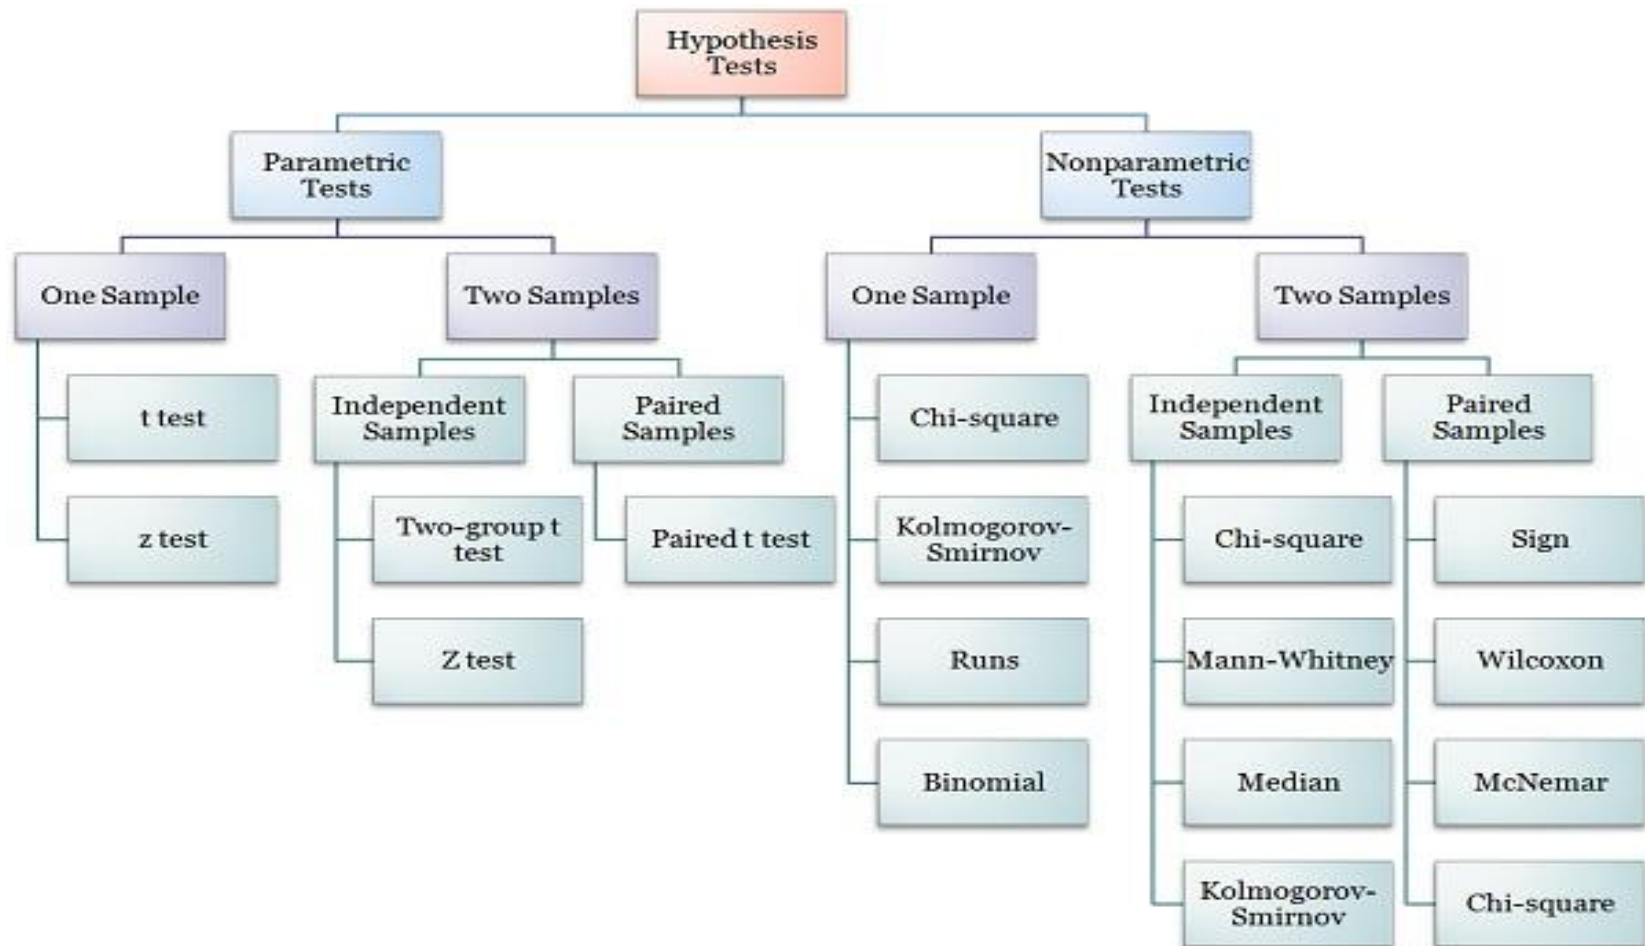 Hypothesis
Tests
Parametric
Tests
Nonparametric
Tests
One Sample
Two Samples
One Sample
Two Samples
t test
Independent
Samples
Paired
Samples
Chi-square
Independent
Samples
Paired
Samples
z test
Two-group t
test
Paired t test
Kolmogorov-
Smirnov
Chi-square
Sign
Z test
Runs
Mann-Whitney
Wilcoxon
Binomial
Median
McNemar
Kolmogorov-
Smirnov
Chi-square